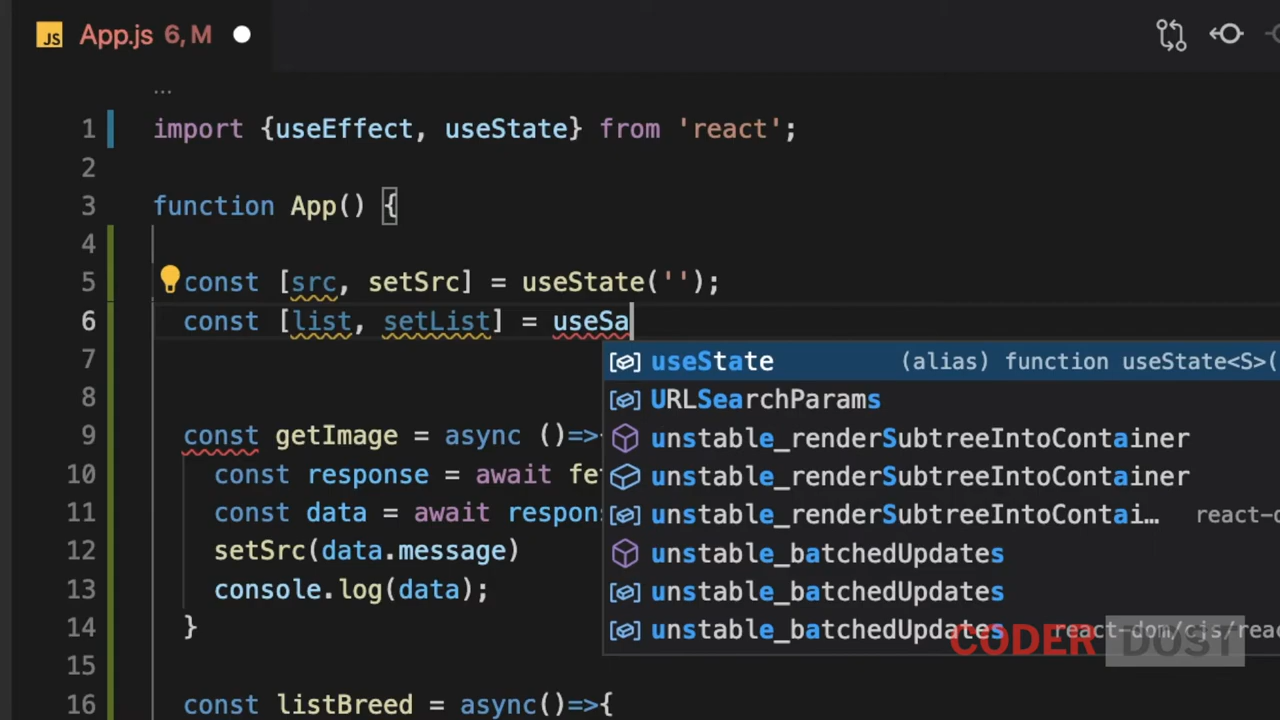 JS App.js 6, M
...
1 import {useEffect, useState} from 'react';
2
3 function App() {
4
5 const [src, setSrc] = useState('');
6 const [list, setList] = useSa
7 useState (alias) function useState<S>(
8 URLSearchParams
9 const getImage = async ()=>{ unstable_renderSubtreeIntoContainer
10 const response = await fe unstable_renderSubtreeIntoContainer
11 const data = await respons unstable_renderSubtreeIntoContai… react-d
12 setSrc(data.message) unstable_batchedUpdates
13 console.log(data); unstable_batchedUpdates
14 } unstable_batchedUpdates react-dom/cjs/rea
CODER DOST
15
16 const listBreed = async()=>{